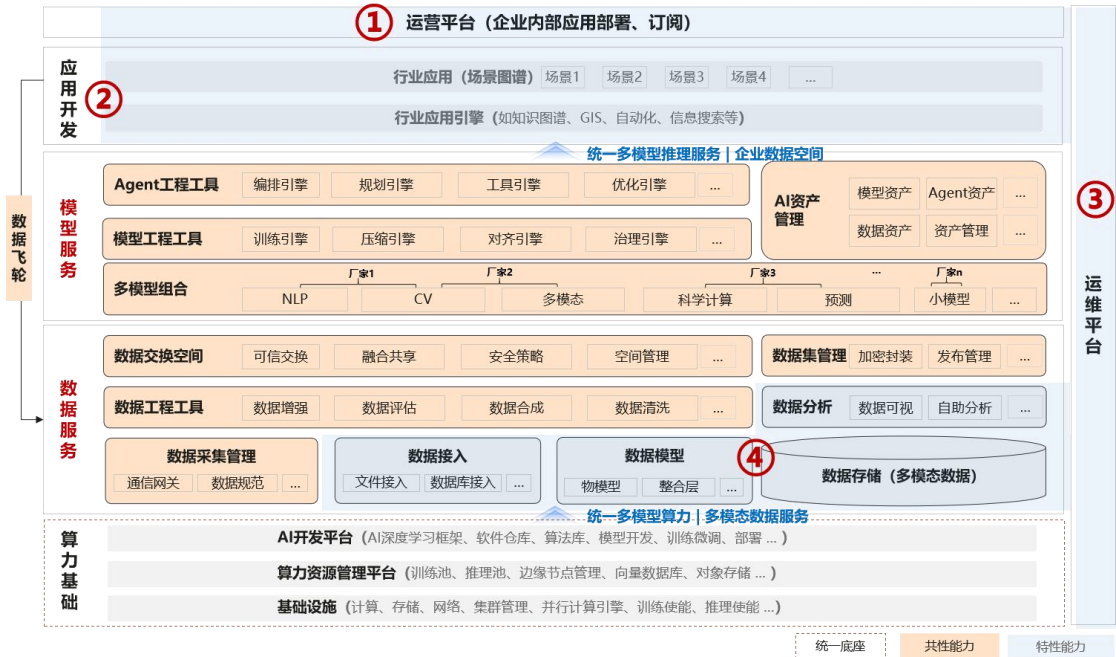 ① 运营平台（企业内部应用部署、订阅）
应用开发
②
行业应用（场景图谱） 场景1 场景2 场景3 场景4 ...
行业应用引擎（如知识图谱、GIS、自动化、信息搜索等）
统一多模型推理服务 | 企业数据空间
模型服务
Agent工程工具 编排引擎 规划引擎 工具引擎 优化引擎 ...
模型工程工具 训练引擎 压缩引擎 对齐引擎 治理引擎 ...
AI资产管理 模型资产 Agent资产 ...
数据资产 资产管理 ...
多模型组合
厂家1 厂家2 厂家3 ... 厂家n
NLP CV 多模态 科学计算 预测 小模型 ...
数据飞轮
③
运维平台
数据服务
数据交换空间 可信交换 融合共享 安全策略 空间管理 ...
数据集管理 加密封装 发布管理 ...
数据工程工具 数据增强 数据评估 数据合成 数据清洗 ...
数据分析 数据可视 自助分析 ...
数据采集管理
通信网关 数据规范 ...
数据接入
文件接入 数据库接入 ...
数据模型
物模型 整合层 ...
④
数据存储（多模态数据）
统一多模型算力 | 多模态数据服务
算力基础
AI开发平台（AI深度学习框架、软件仓库、算法库、模型开发、训练微调、部署 ... ）
算力资源管理平台（训练池、推理池、边缘节点管理、向量数据库、对象存储 ... ）
基础设施（计算、存储、网络、集群管理、并行计算引擎、训练使能、推理使能 ...）
统一底座 共性能力 特性能力